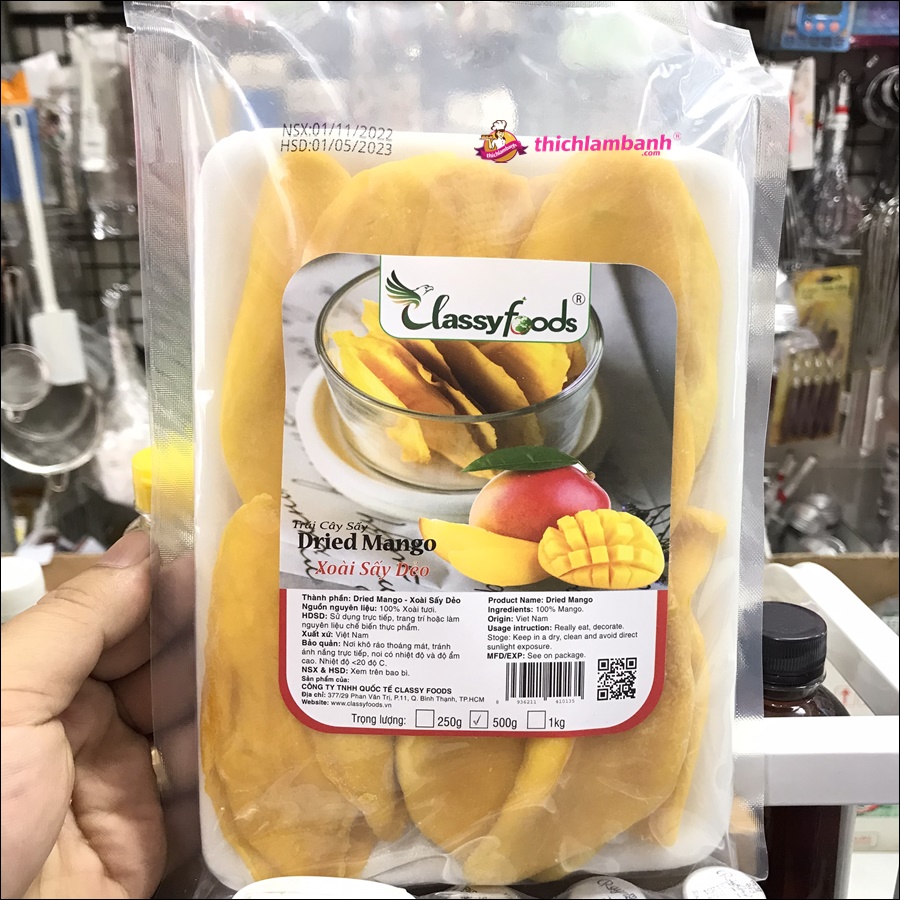 NSX:01/11/2022
HSD:01/05/2023
thichlambanh®
.com
thichlambanh
Classyfoods®
Trái Cây Sấy
Dried Mango
Xoài Sấy Dẻo
Thành phần: Dried Mango - Xoài Sấy Dẻo
Nguồn nguyên liệu: 100% Xoài tươi.
HDSD: Sử dụng trực tiếp, trang trí hoặc làm
nguyên liệu chế biến thực phẩm.
Xuất xứ: Việt Nam
Bảo quản: Nơi khô ráo thoáng mát, tránh
ánh nắng trực tiếp, noi có nhiệt độ và độ ẩm
cao. Nhiệt độ <20 độ C.
NSX & HSD: Xem trên bao bì.
Sản phẩm của:
CÔNG TY TNHH QUỐC TẾ CLASSY FOODS
Địa chỉ: 377/29 Phan Văn Trị, P.11, Q. Bình Thạnh, TP.HCM
Website: www.classyfoods.vn
Product Name: Dried Mango
Ingredients: 100% Mango.
Origin: Viet Nam
Usage intruction: Really eat, decorate.
Stoge: Keep in a dry, clean and avoid direct
sunlight exposure.
MFD/EXP: See on package.
8 936211 410135
Trọng lượng: 250g ✓ 500g 1kg